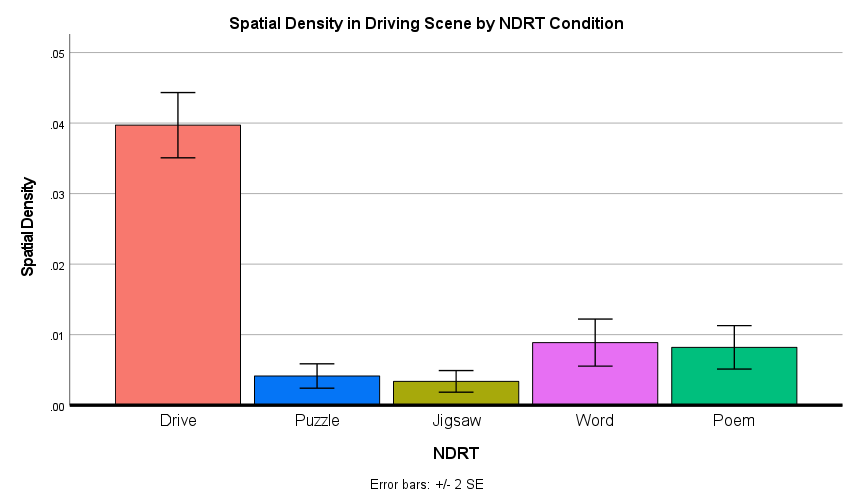 Spatial Density in Driving Scene by NDRT Condition
.05
.04
.03
.02
.01
.00
Spatial Density
Drive Puzzle Jigsaw Word Poem
NDRT
Error bars: +/- 2 SE